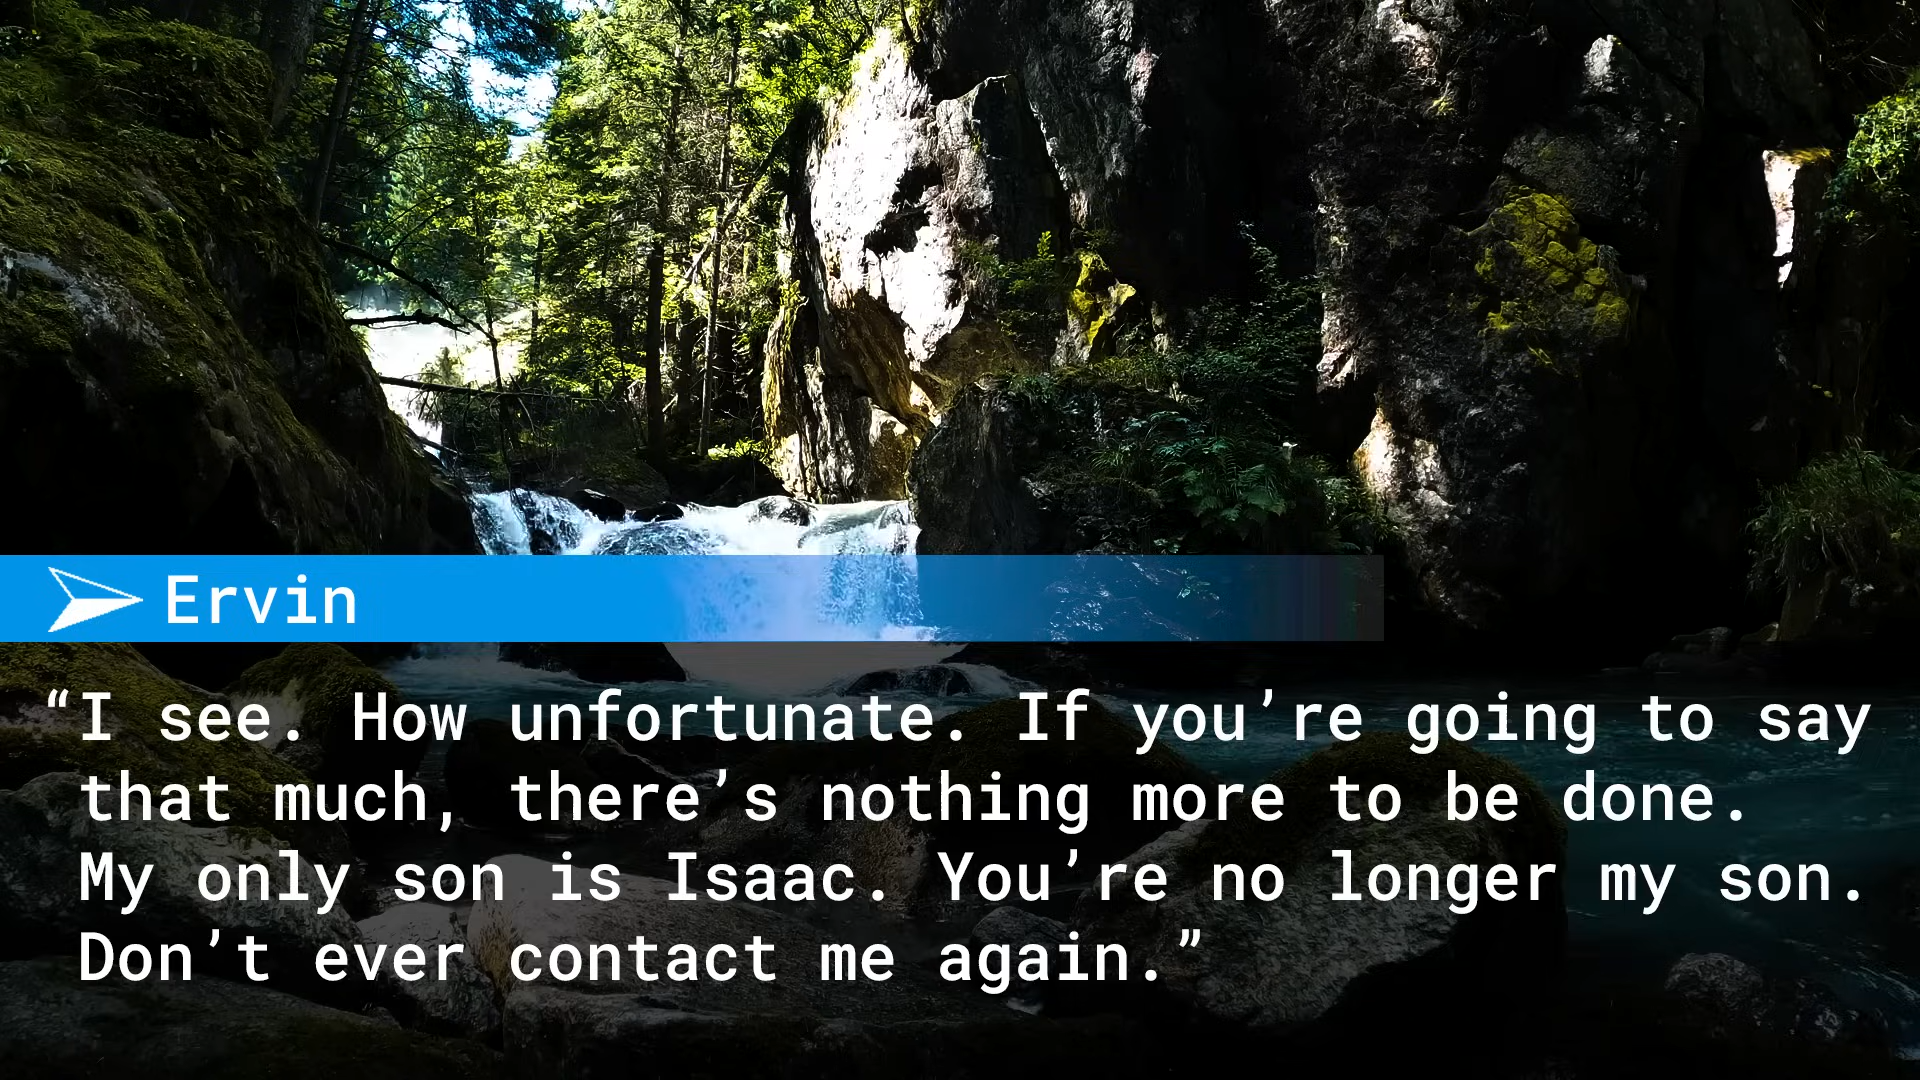 Ervin
“I see. How unfortunate. If you’re going to say
that much, there’s nothing more to be done.
My only son is Isaac. You’re no longer my son.
Don’t ever contact me again.”